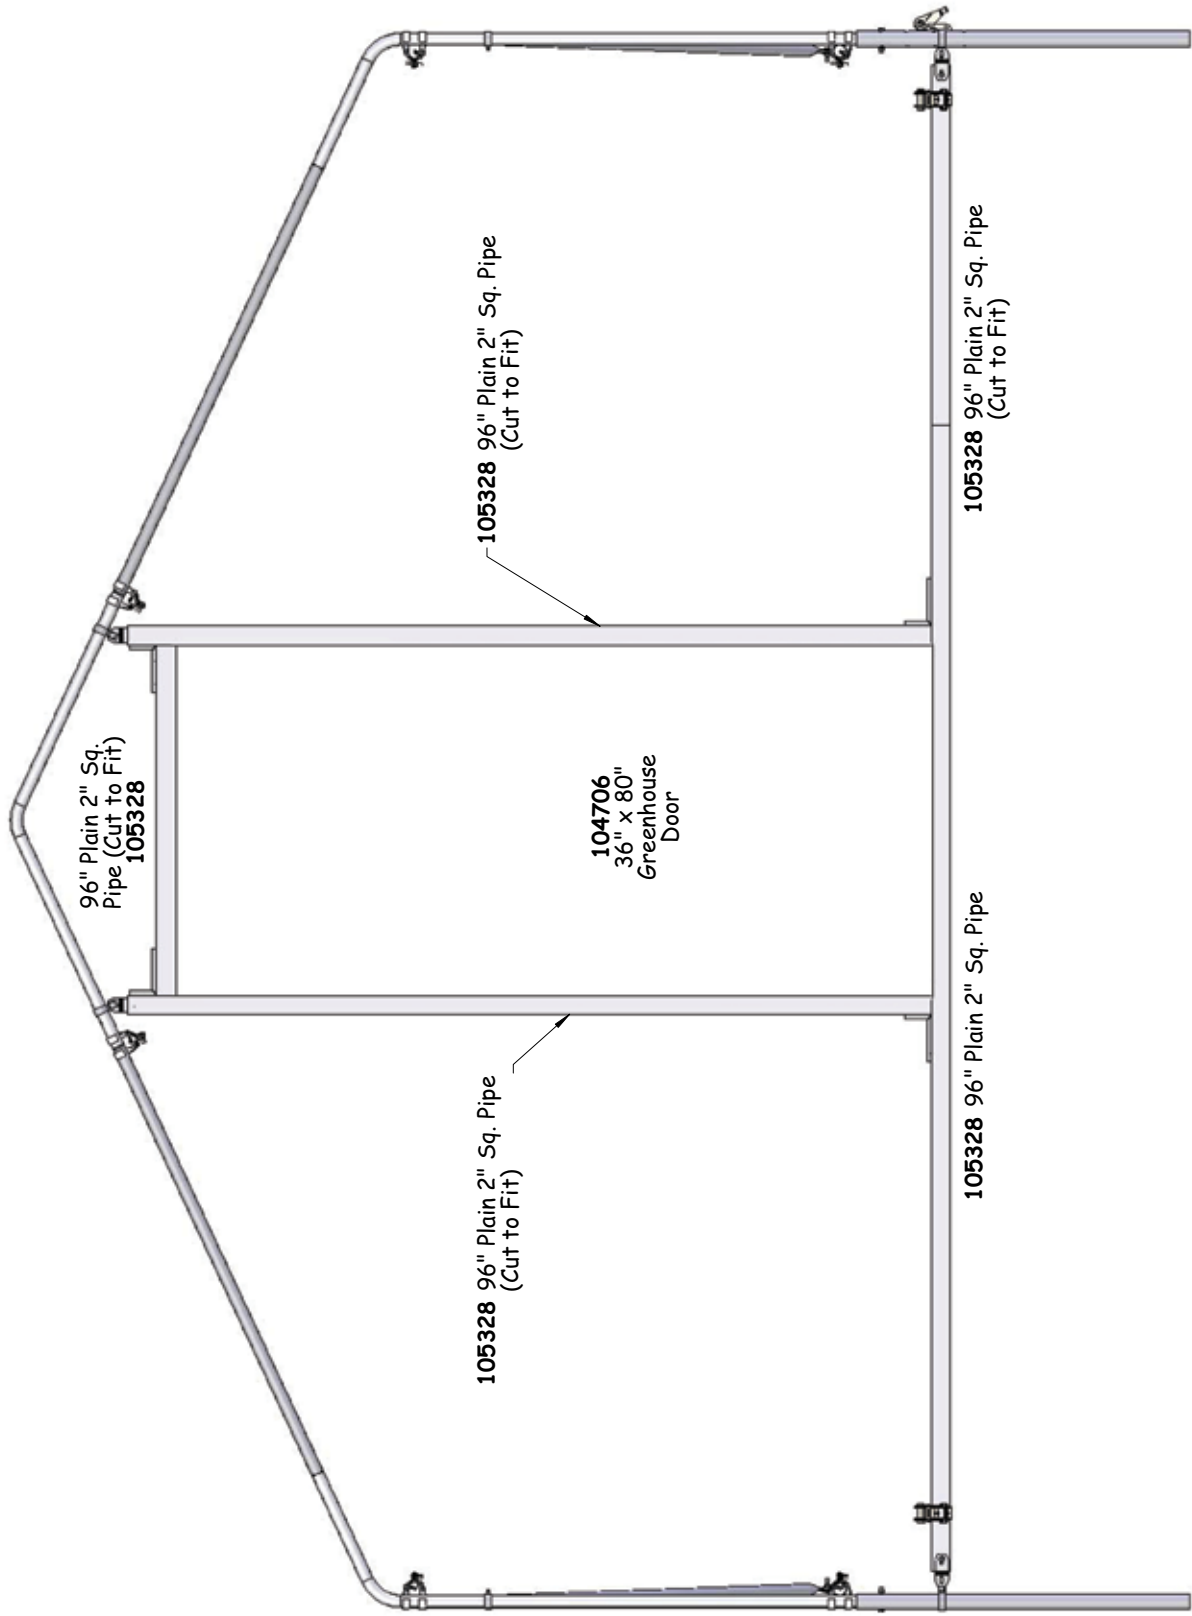 96" Plain 2" Sq.
Pipe (Cut to Fit)
105328
105328 96" Plain 2" Sq. Pipe
(Cut to Fit)
105328 96" Plain 2" Sq. Pipe
(Cut to Fit)
104706
36" x 80"
Greenhouse
Door
105328 96" Plain 2" Sq. Pipe
105328 96" Plain 2" Sq. Pipe
(Cut to Fit)